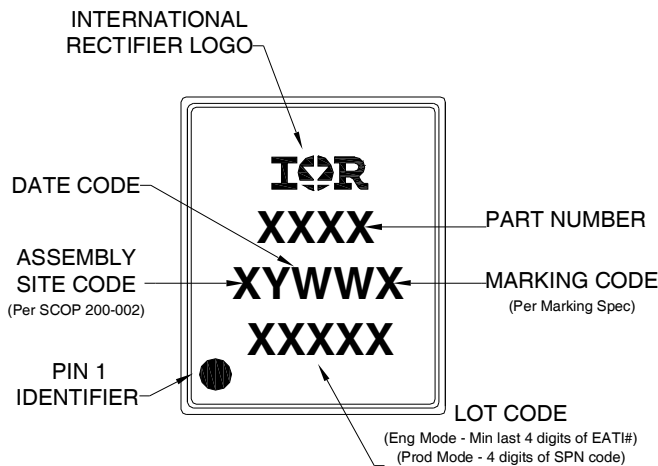 INTERNATIONAL
RECTIFIER LOGO
IOR
DATE CODE
XXXX
PART NUMBER
ASSEMBLY
SITE CODE
(Per SCOP 200-002)
XYWWX
MARKING CODE
(Per Marking Spec)
XXXXX
PIN 1
IDENTIFIER
LOT CODE
(Eng Mode - Min last 4 digits of EATI#)
(Prod Mode - 4 digits of SPN code)